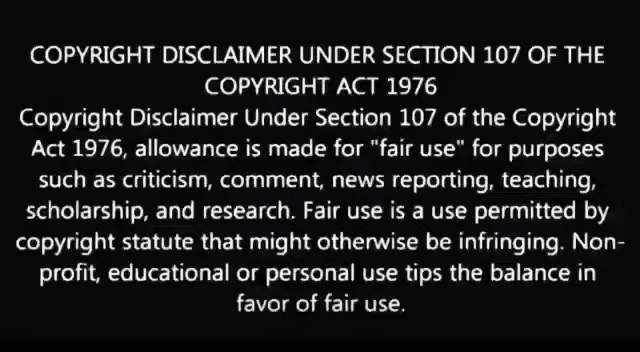 COPYRIGHT DISCLAIMER UNDER SECTION 107 OF THE
COPYRIGHT ACT 1976
Copyright Disclaimer Under Section 107 of the Copyright
Act 1976, allowance is made for "fair use" for purposes
such as criticism, comment, news reporting, teaching,
scholarship, and research. Fair use is a use permitted by
copyright statute that might otherwise be infringing. Non-
profit, educational or personal use tips the balance in
favor of fair use.